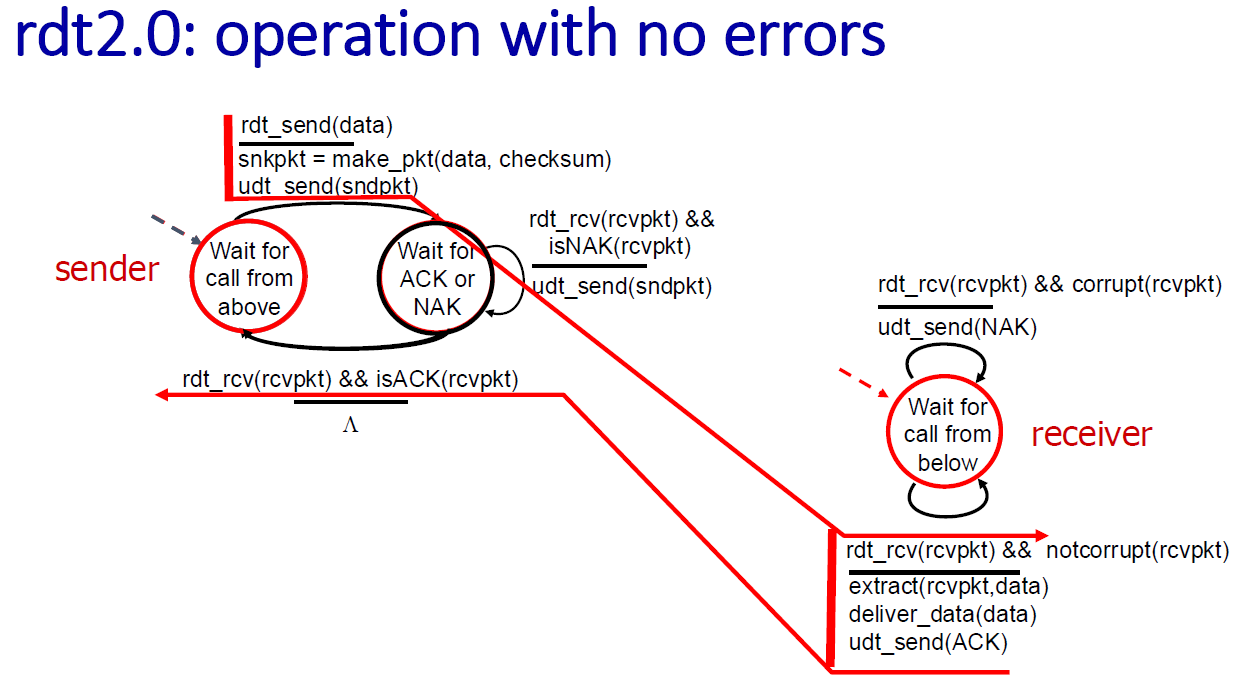 rdt2.0: operation with no errors
rdt_send(data)
snkpkt = make_pkt(data, checksum)
udt_send(sndpkt)
sender
Wait for
call from
above
Wait for
ACK or
NAK
rdt_rcv(rcvpkt) &&
isNAK(rcvpkt)
udt_send(sndpkt)
rdt_rcv(rcvpkt) && isACK(rcvpkt)
Λ
rdt_rcv(rcvpkt) && corrupt(rcvpkt)
udt_send(NAK)
Wait for
call from
below
receiver
rdt_rcv(rcvpkt) && notcorrupt(rcvpkt)
extract(rcvpkt,data)
deliver_data(data)
udt_send(ACK)